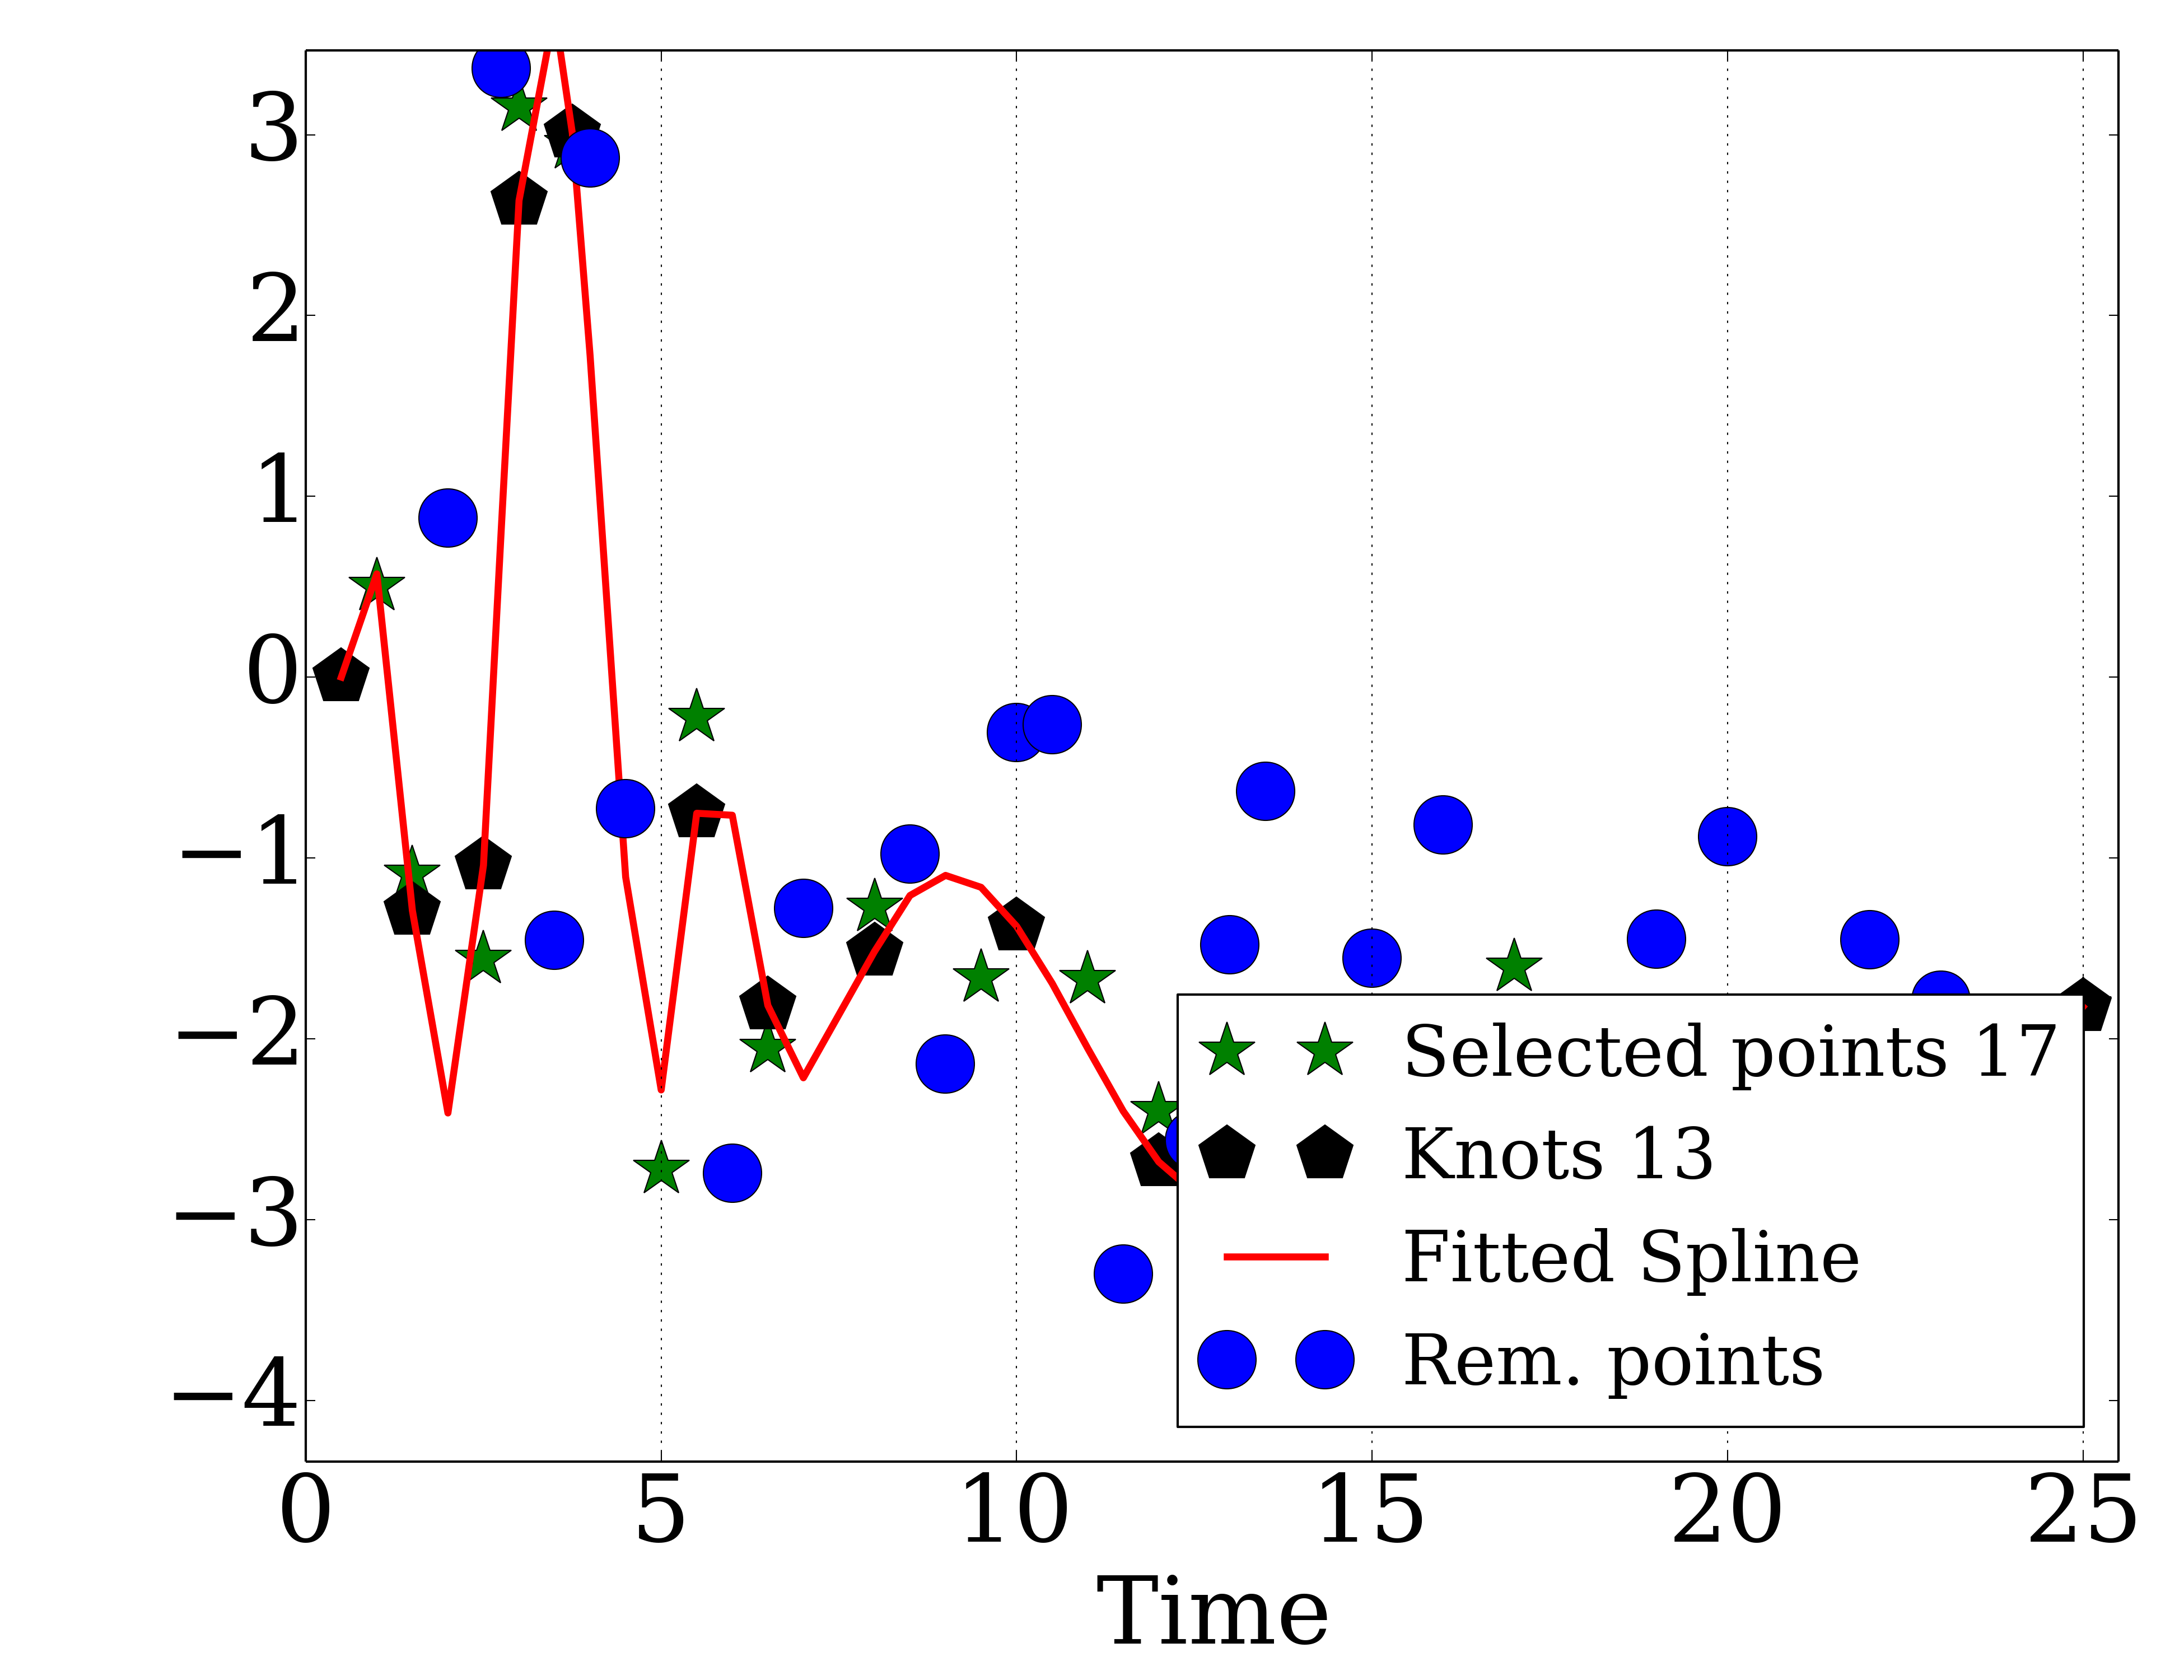 3
2
1
0
−1
−2
−3
−4
Selected points 17
Knots 13
Fitted Spline
Rem. points
0 5 10 15 20 25
Time